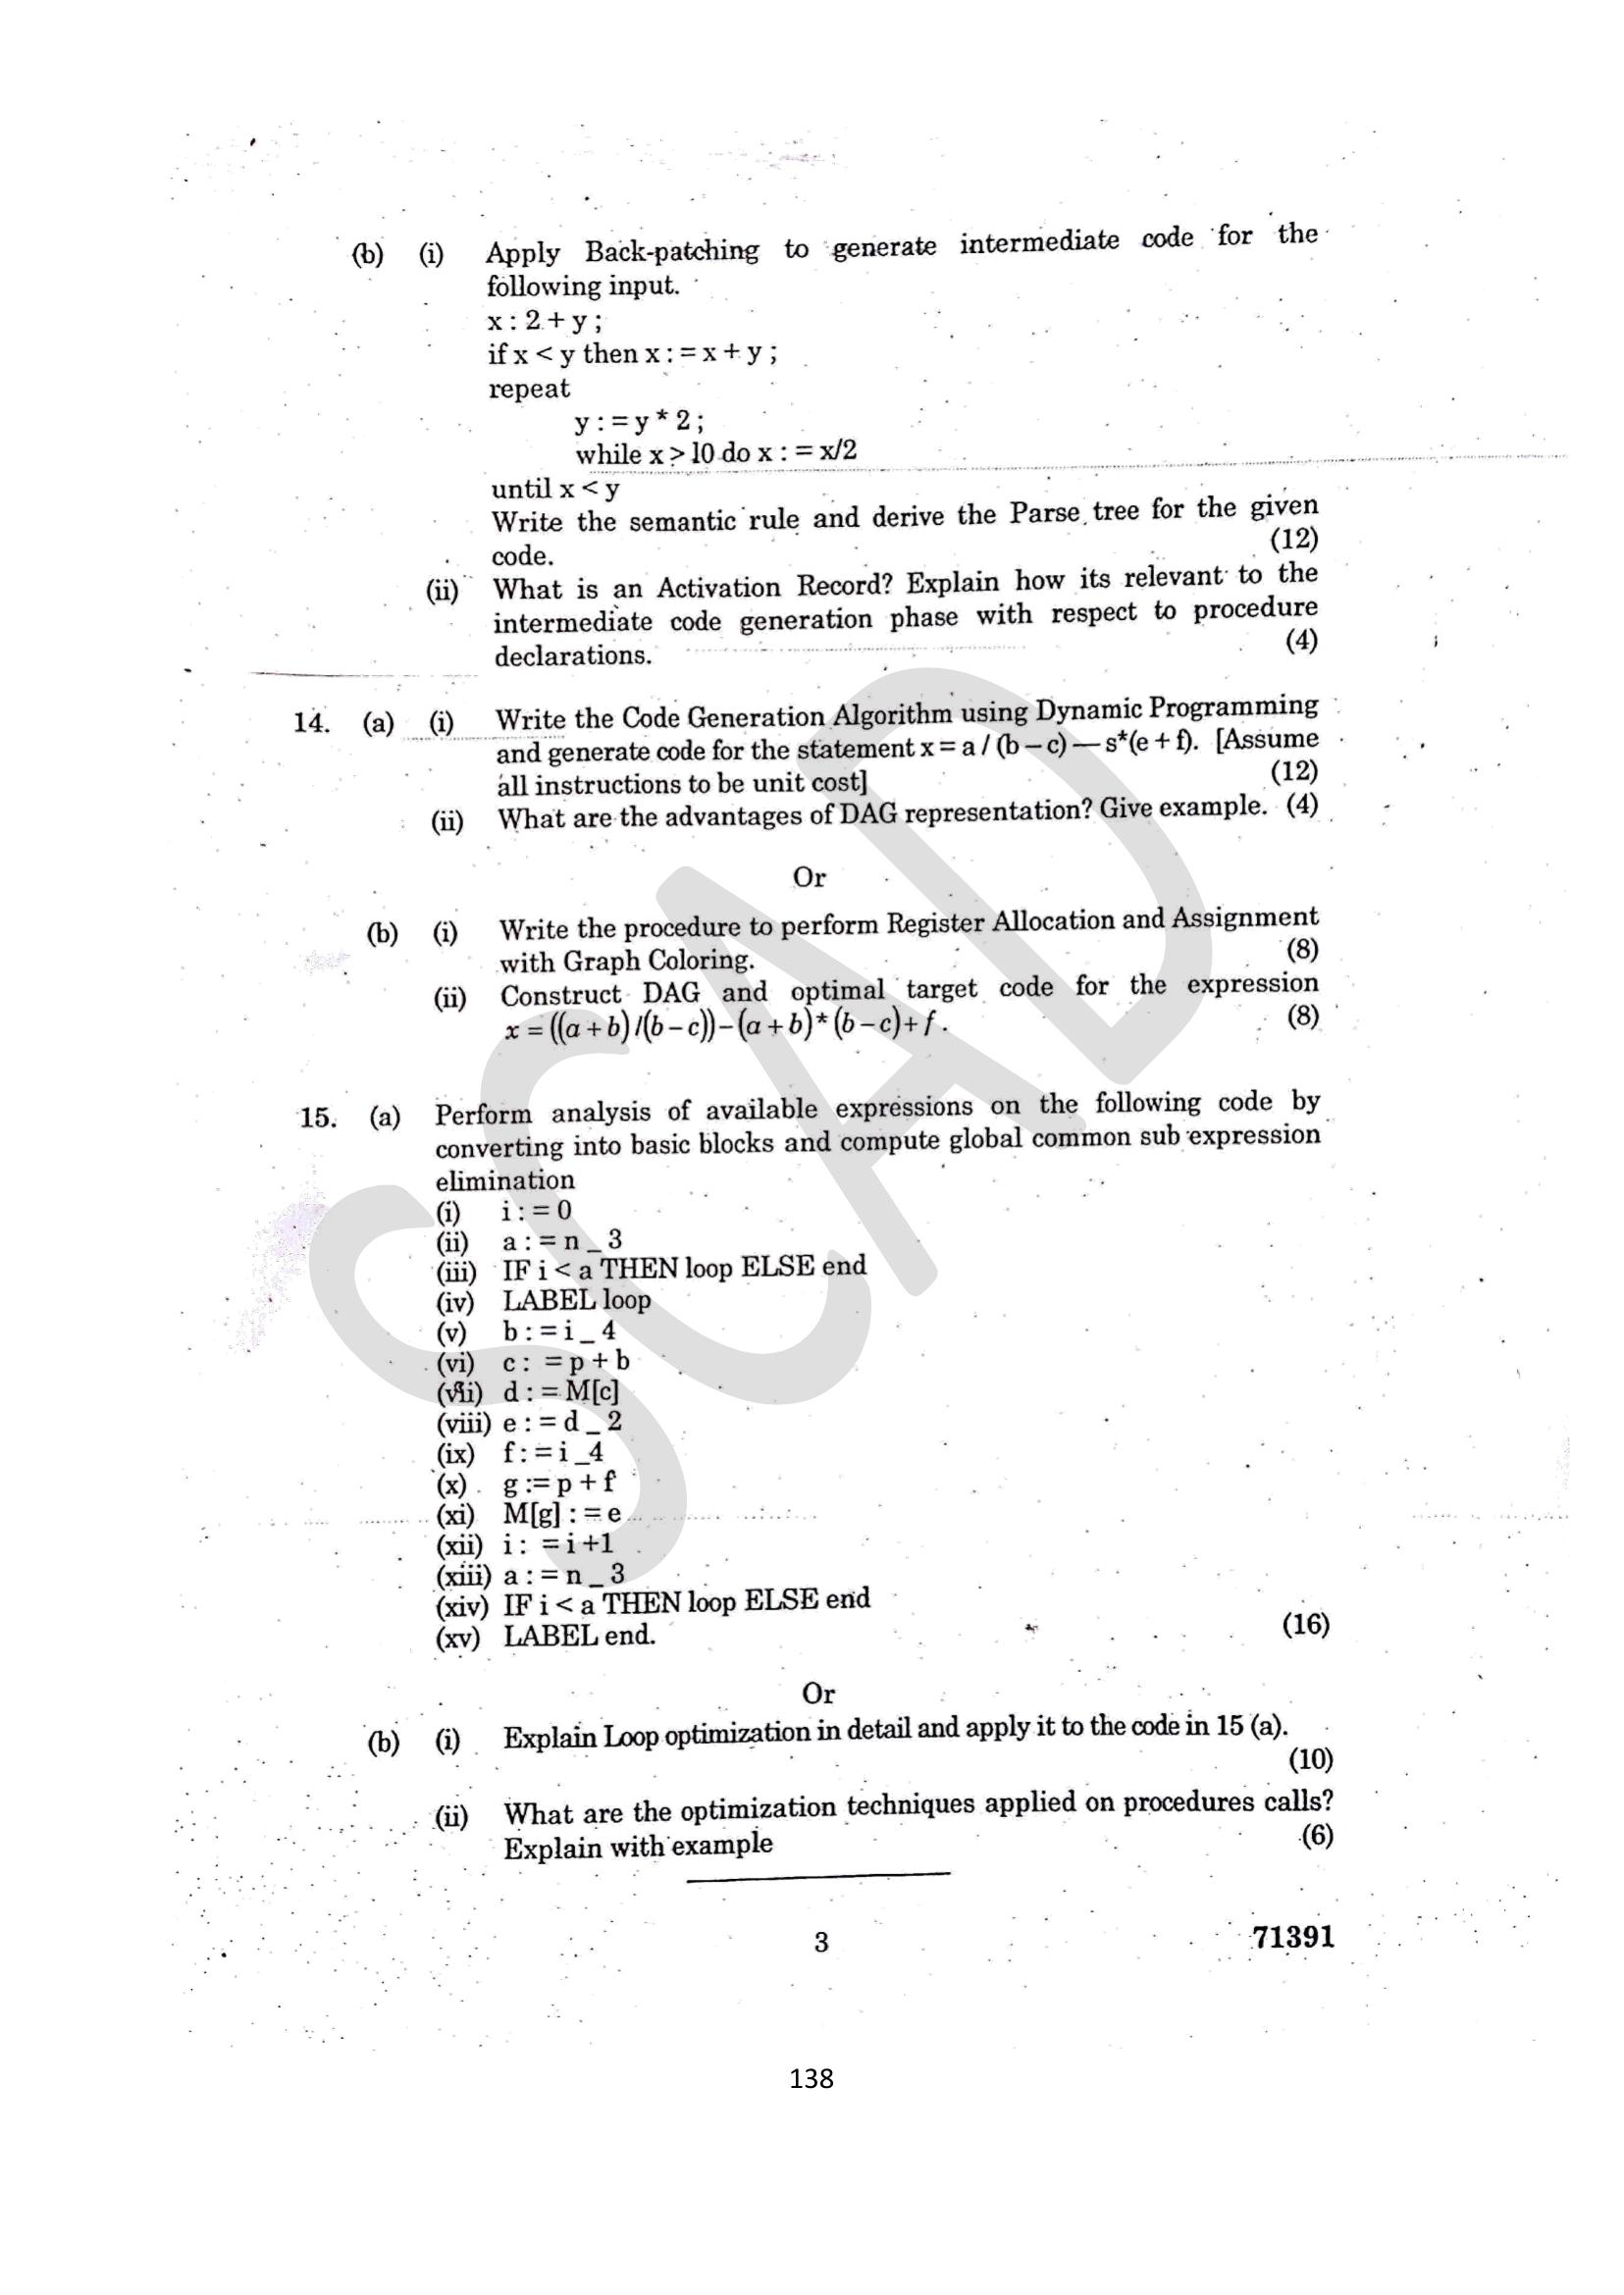 (b) (i) Apply Back-patching to generate intermediate code for the
following input.
x : 2 + y ;
if x < y then x : = x + y ;
repeat
y : = y * 2 ;
while x > 10 do x : = x/2
until x < y
Write the semantic rule and derive the Parse tree for the given
code. (12)
(ii) What is an Activation Record? Explain how its relevant to the
intermediate code generation phase with respect to procedure
declarations. (4)
14. (a) (i) Write the Code Generation Algorithm using Dynamic Programming
and generate code for the statement x = a / (b – c) — s*(e + f). [Assume
all instructions to be unit cost] (12)
(ii) What are the advantages of DAG representation? Give example. (4)
Or
(b) (i) Write the procedure to perform Register Allocation and Assignment
with Graph Coloring. (8)
(ii) Construct DAG and optimal target code for the expression
x = ((a + b) /(b – c)) – (a + b) * (b – c) + f . (8)
15. (a) Perform analysis of available expressions on the following code by
converting into basic blocks and compute global common sub expression
elimination
(i) i : = 0
(ii) a : = n _ 3
(iii) IF i < a THEN loop ELSE end
(iv) LABEL loop
(v) b : = i _ 4
(vi) c : = p + b
(vii) d : = M[c]
(viii) e : = d _ 2
(ix) f : = i _4
(x) g := p + f
(xi) M[g] : = e
(xii) i : = i +1
(xiii) a : = n _ 3
(xiv) IF i < a THEN loop ELSE end
(xv) LABEL end. (16)
Or
(b) (i) Explain Loop optimization in detail and apply it to the code in 15 (a).
(10)
(ii) What are the optimization techniques applied on procedures calls?
Explain with example (6)
3 71391
138
SCAD